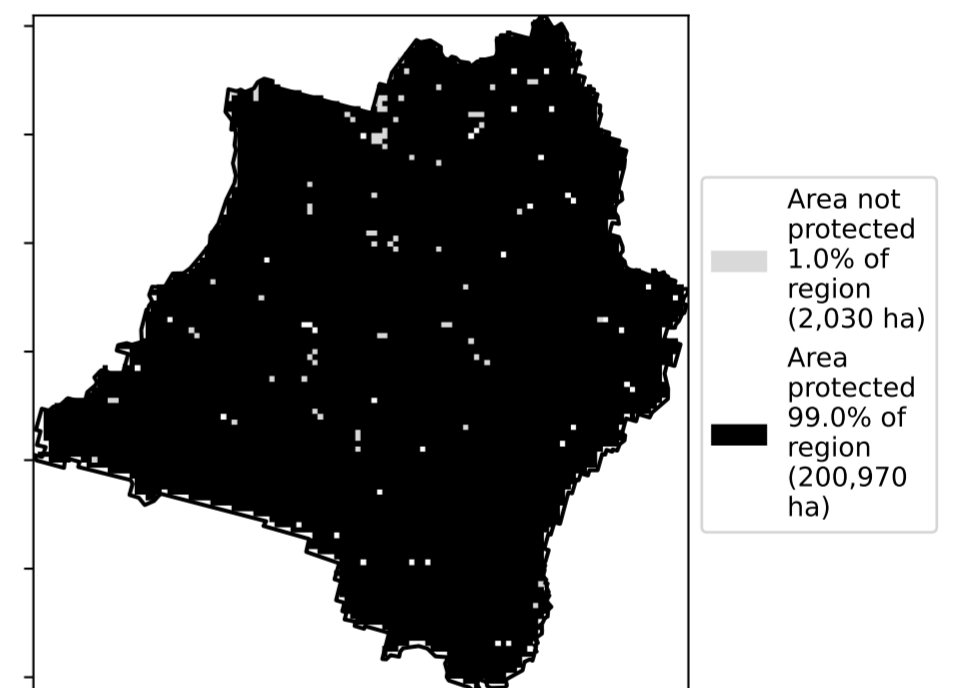 Area not
protected
1.0% of
region
(2,030 ha)
Area
protected
99.0% of
region
(200,970
ha)